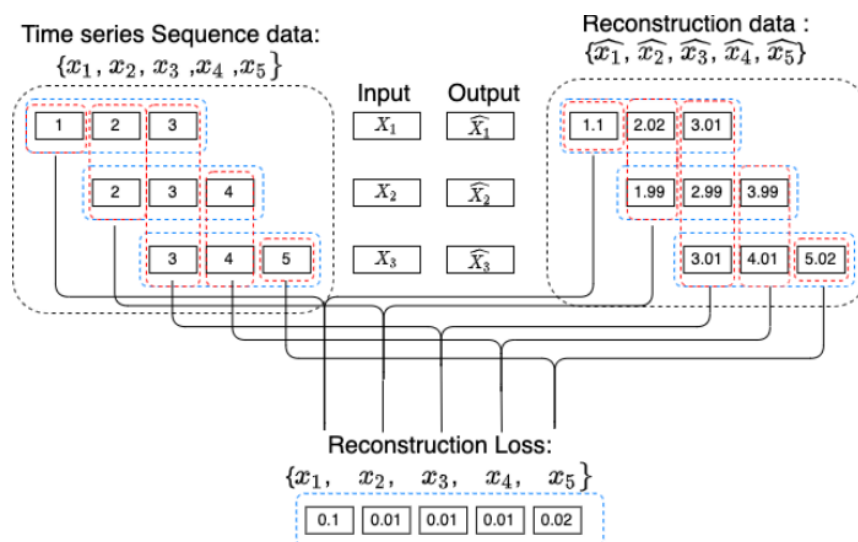 Time series Sequence data:
{x₁, x₂, x₃ ,x₄ ,x₅}
Reconstruction data :
{x̂₁, x̂₂, x̂₃, x̂₄, x̂₅}
Input Output
1 2 3 X₁ X̂₁ 1.1 2.02 3.01
2 3 4 X₂ X̂₂ 1.99 2.99 3.99
3 4 5 X₃ X̂₃ 3.01 4.01 5.02
Reconstruction Loss:
{x₁, x₂, x₃, x₄, x₅}
0.1 0.01 0.01 0.01 0.02